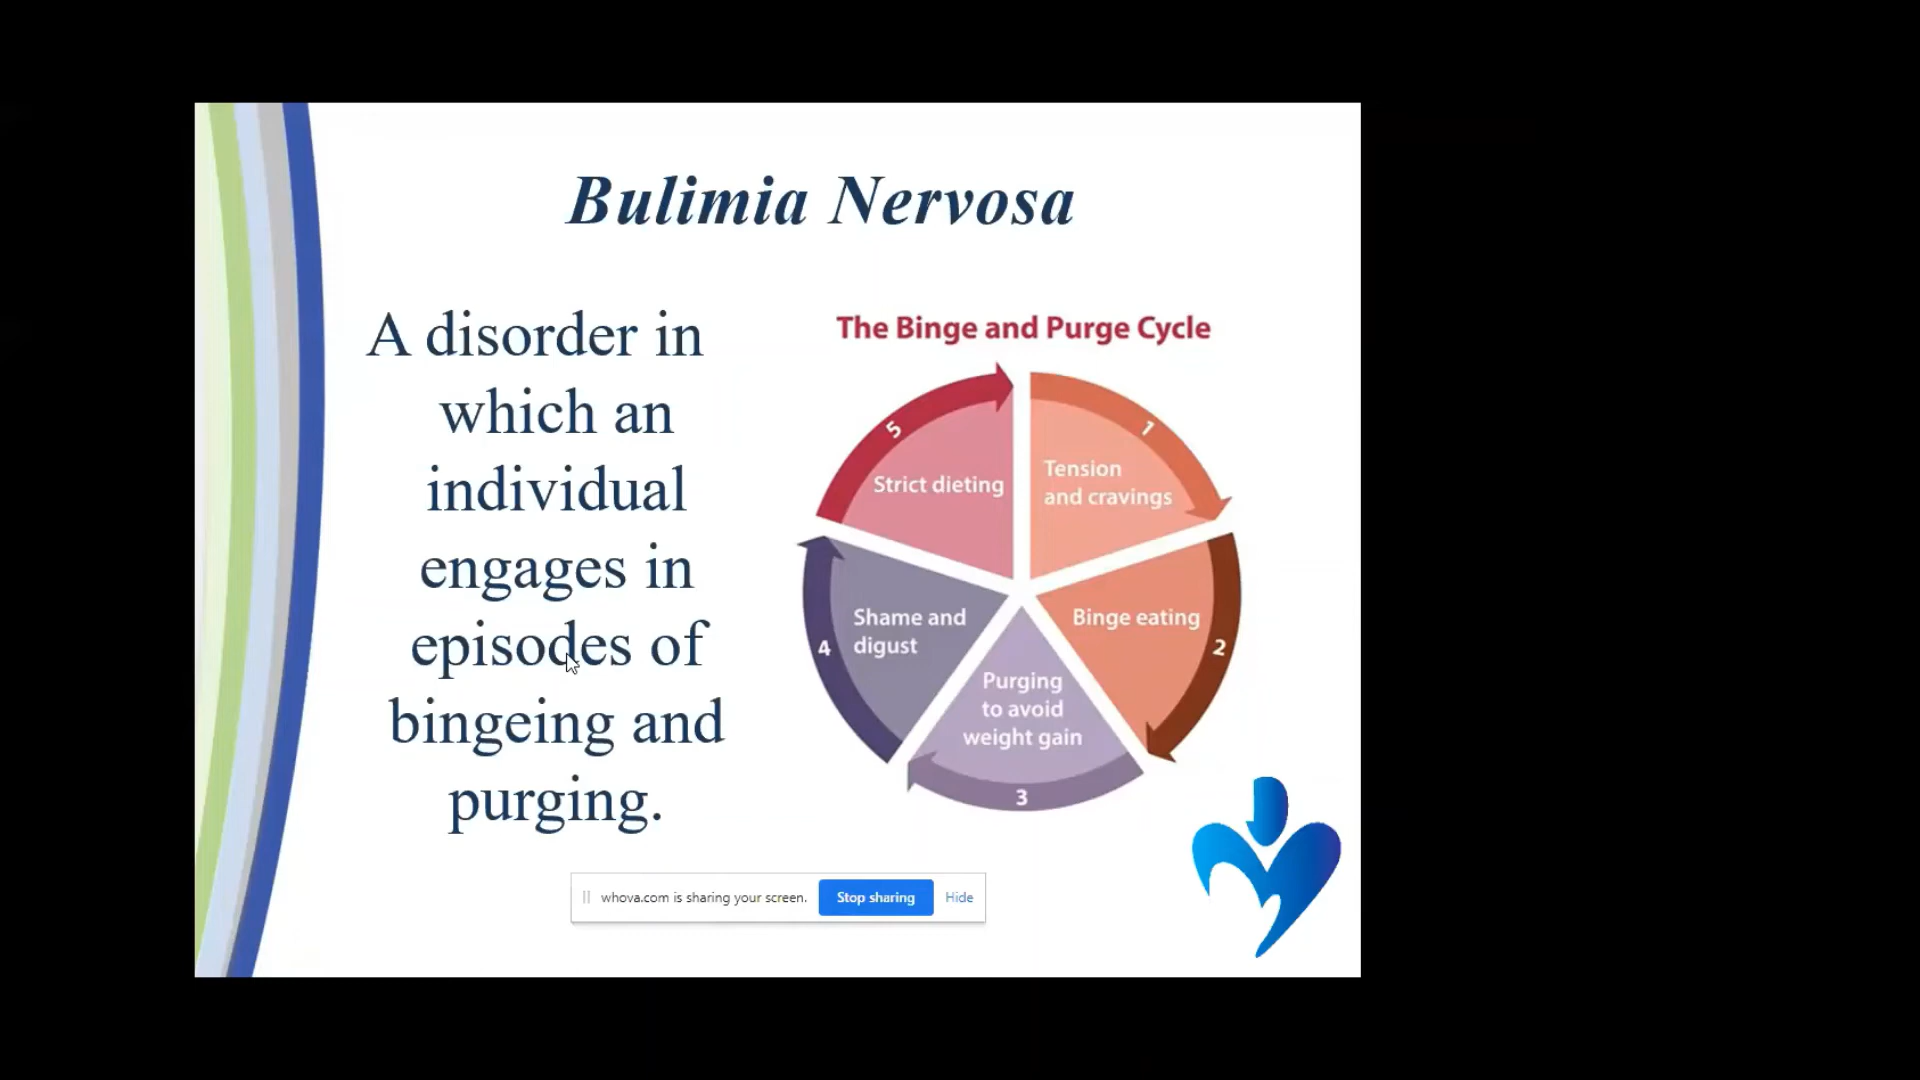 Bulimia Nervosa
A disorder in
which an
individual
engages in
episodes of
bingeing and
purging.
The Binge and Purge Cycle
1
Tension
and cravings
2
Binge eating
3
Purging
to avoid
weight gain
4
Shame and
digust
5
Strict dieting
whova.com is sharing your screen.
Stop sharing
Hide